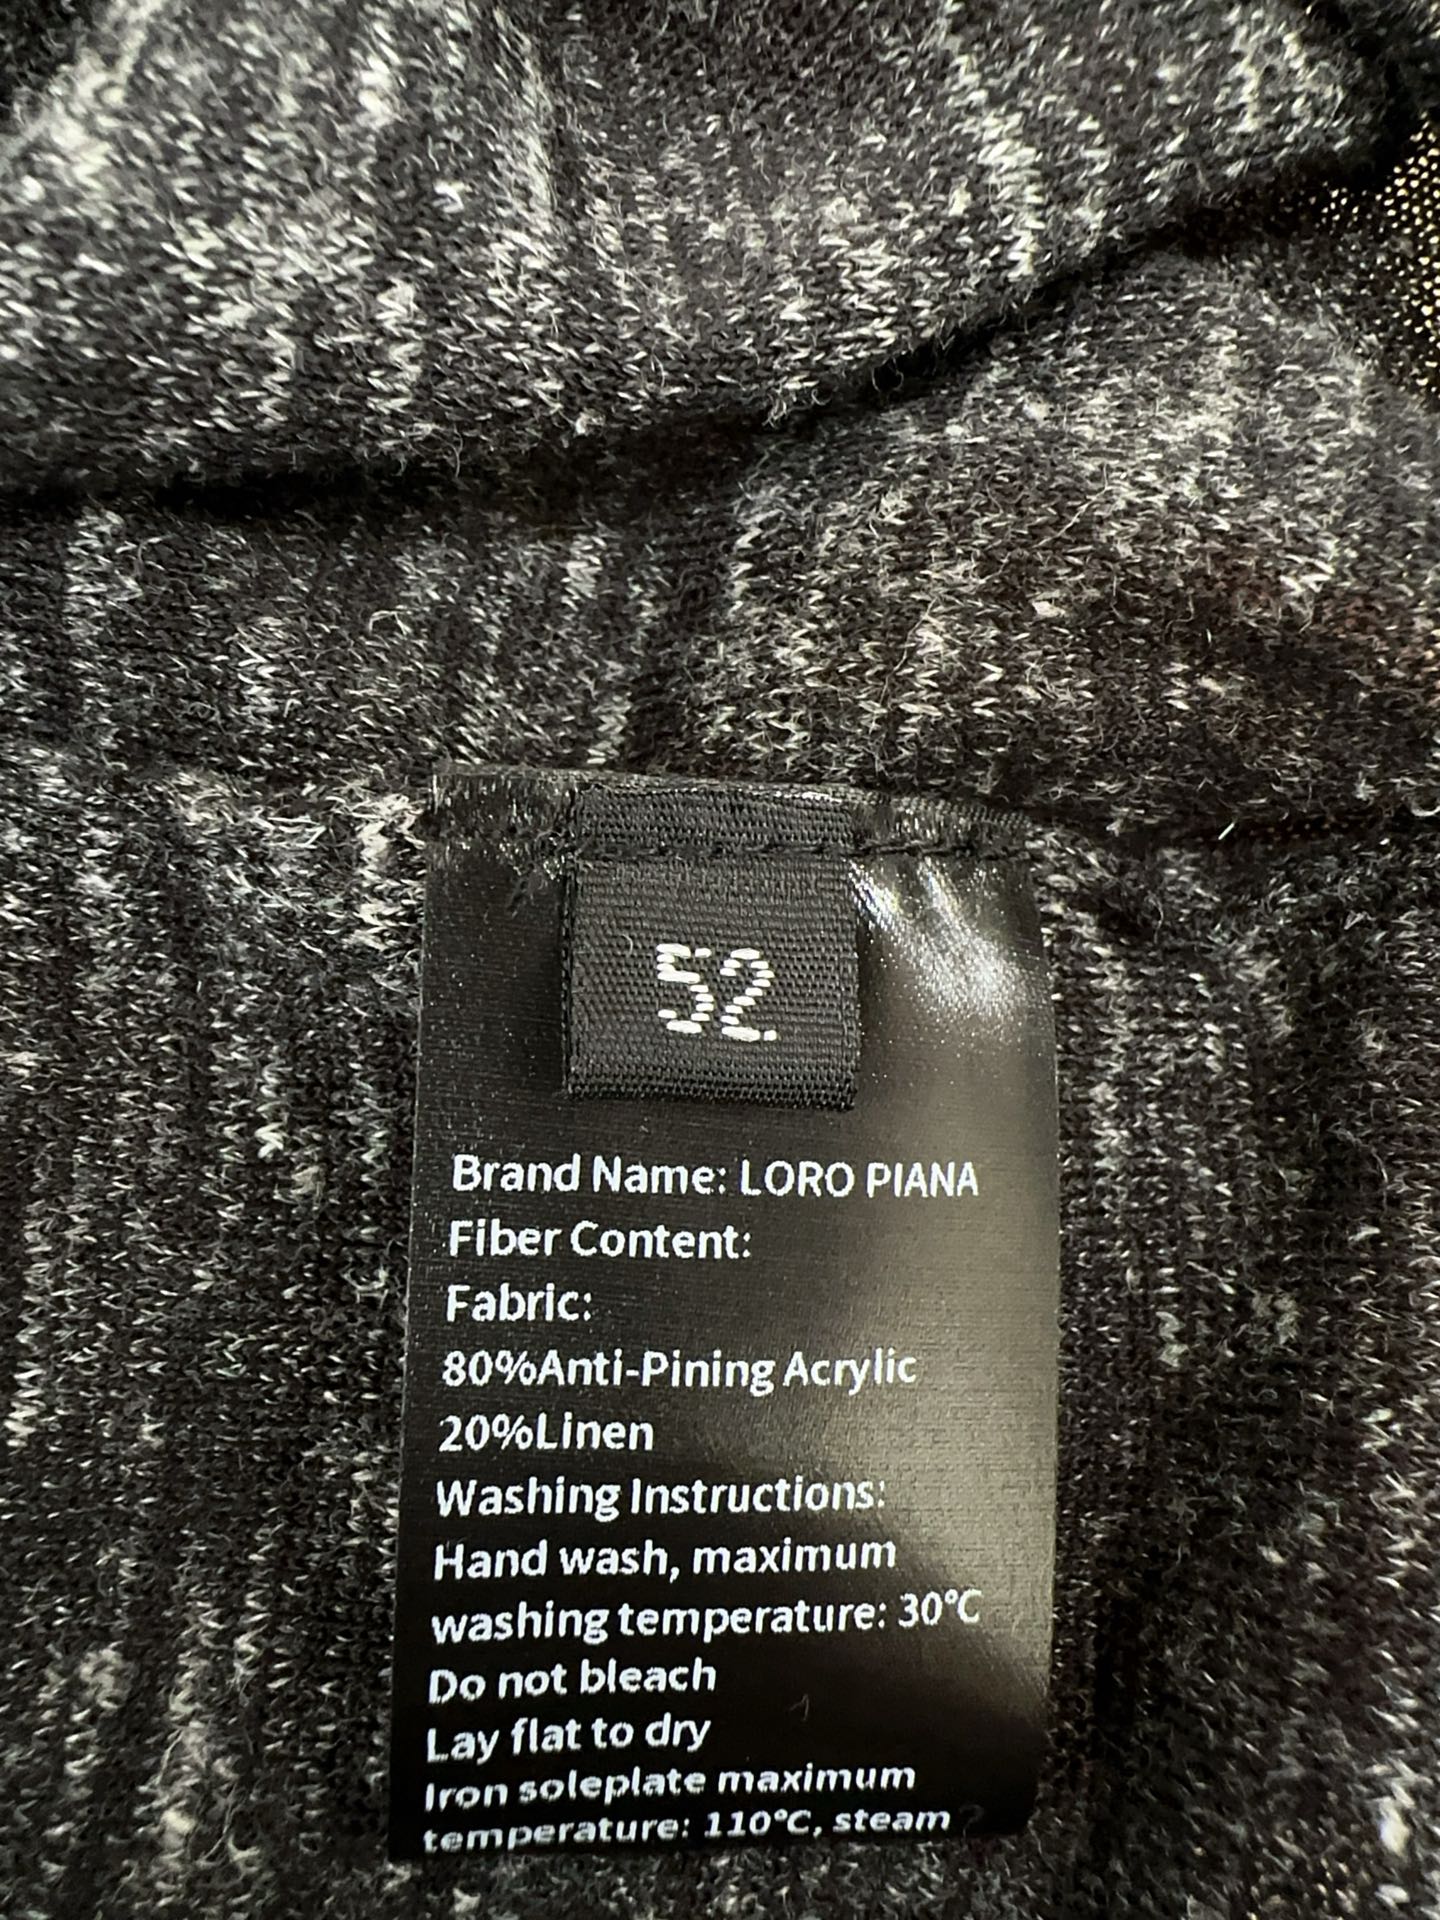 52
Brand Name: LORO PIANA
Fiber Content:
Fabric:
80%Anti-Pining Acrylic
20%Linen
Washing Instructions:
Hand wash, maximum
washing temperature: 30°C
Do not bleach
Lay flat to dry
Iron soleplate maximum
temperature: 110°C, steam